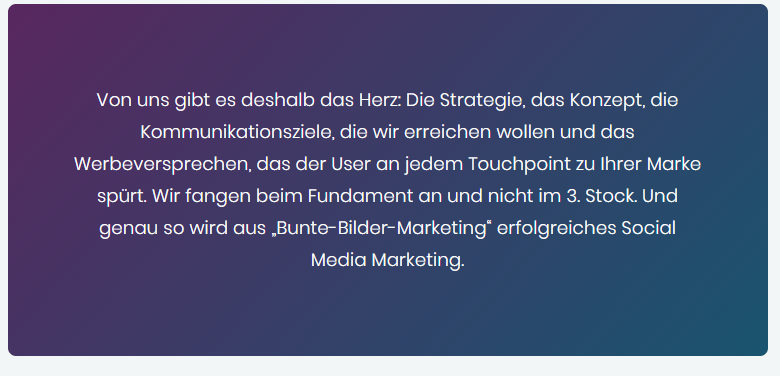 Von uns gibt es deshalb das Herz: Die Strategie, das Konzept, die
Kommunikationsziele, die wir erreichen wollen und das
Werbeversprechen, das der User an jedem Touchpoint zu Ihrer Marke
spürt. Wir fangen beim Fundament an und nicht im 3. Stock. Und
genau so wird aus „Bunte-Bilder-Marketing“ erfolgreiches Social
Media Marketing.